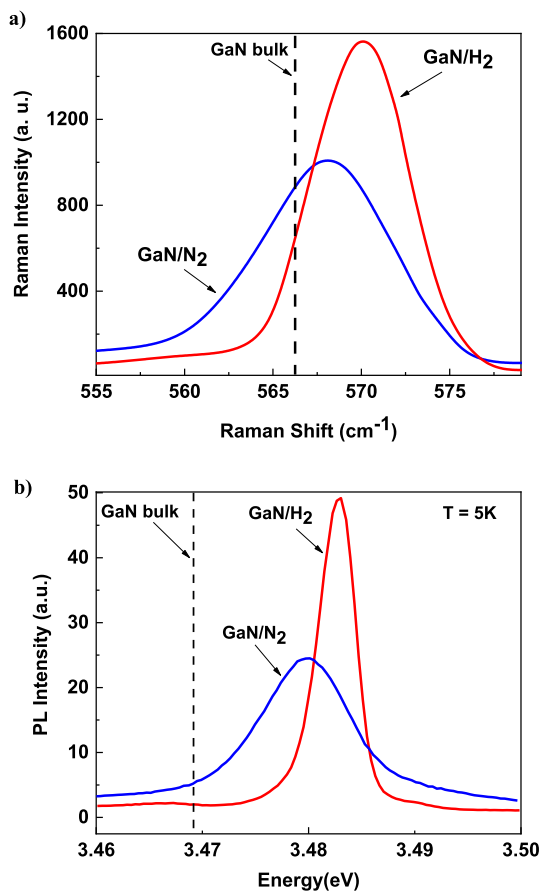 a)
1600
1200
800
400
Raman Intensity (a. u.)
GaN bulk
GaN/H2
GaN/N2
555
560
565
570
575
Raman Shift (cm-1)
b)
50
40
30
20
10
0
PL Intensity (a.u.)
GaN bulk
GaN/H2
T = 5K
GaN/N2
3.46
3.47
3.48
3.49
3.50
Energy(eV)